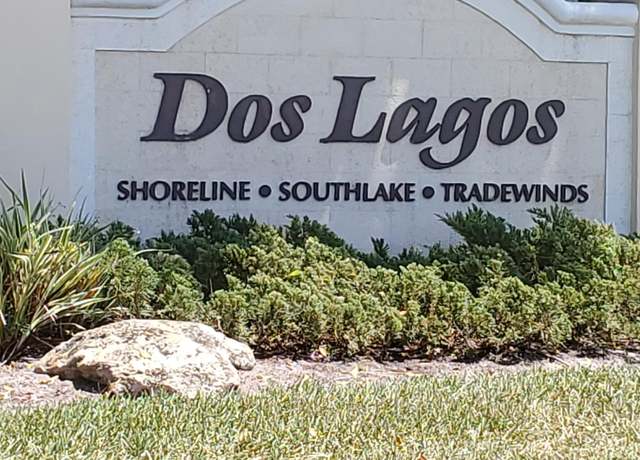 Dos Lagos
SHORELINE • SOUTHLAKE • TRADEWINDS